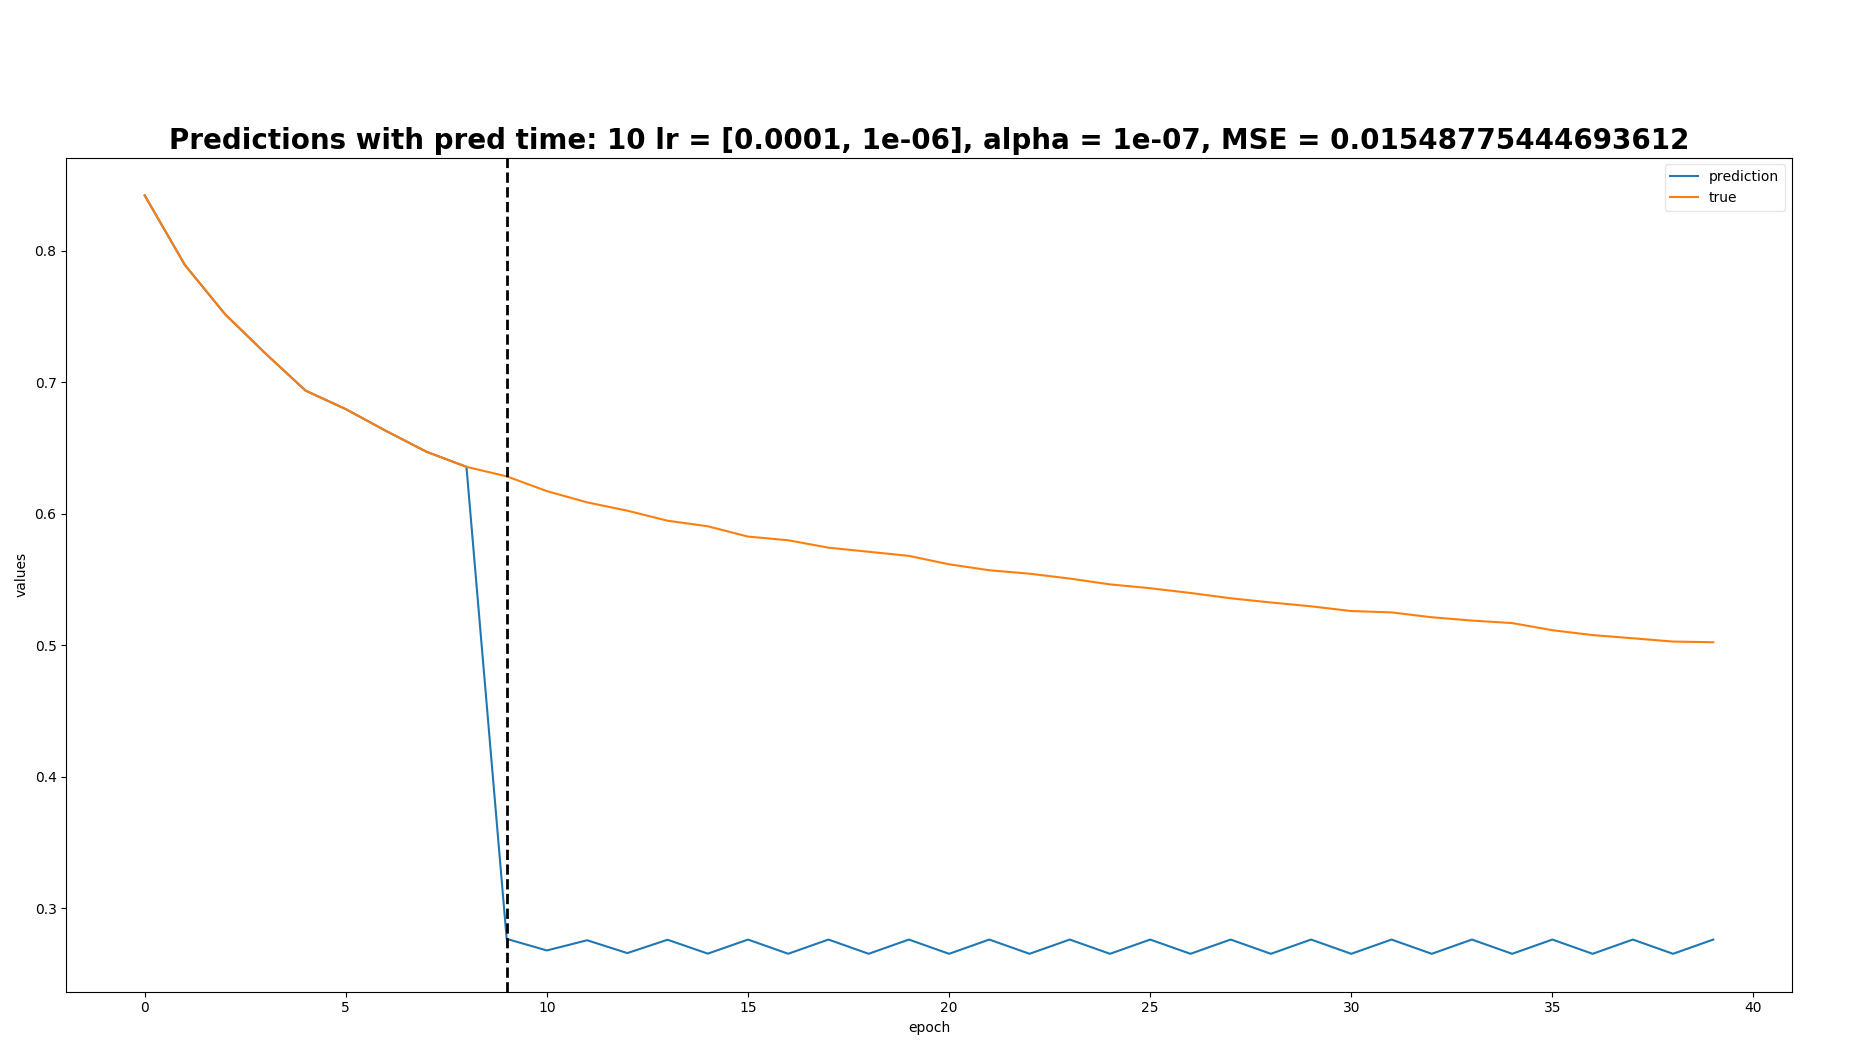 Predictions with pred time: 10 lr = [0.0001, 1e-06], alpha = 1e-07, MSE = 0.01548775444693612
prediction
true
values
0.8
0.7
0.6
0.5
0.4
0.3
0 5 10 15 20 25 30 35 40
epoch